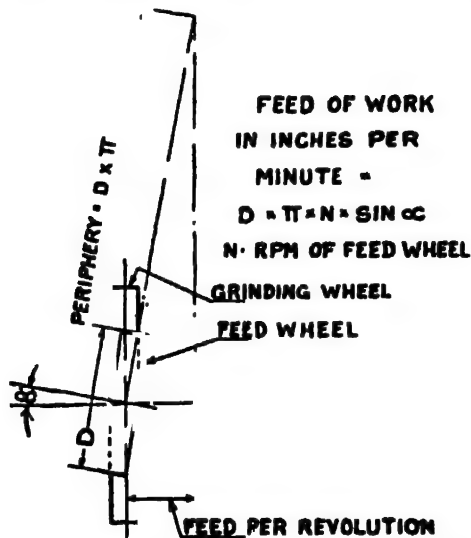 FEED OF WORK
IN INCHES PER
MINUTE =
D × π × N × SIN ∝
N. RPM OF FEED WHEEL
PERIPHERY = D × π
GRINDING WHEEL
FEED WHEEL
D
FEED PER REVOLUTION